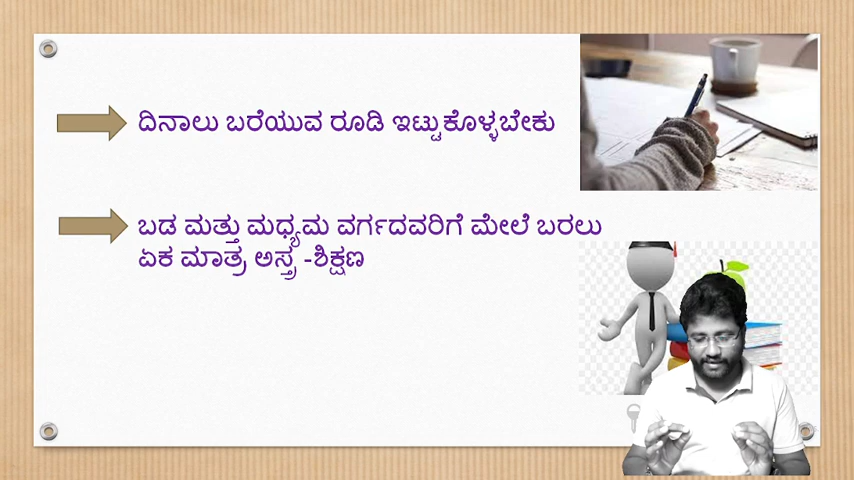 ದಿನಾಲು ಬರೆಯುವ ರೂಡಿ ಇಟ್ಟುಕೊಳ್ಳಬೇಕು
ಬಡ ಮತ್ತು ಮಧ್ಯಮ ವರ್ಗದವರಿಗೆ ಮೇಲೆ ಬರಲು
ಏಕ ಮಾತ್ರ ಅಸ್ತ್ರ -ಶಿಕ್ಷಣ